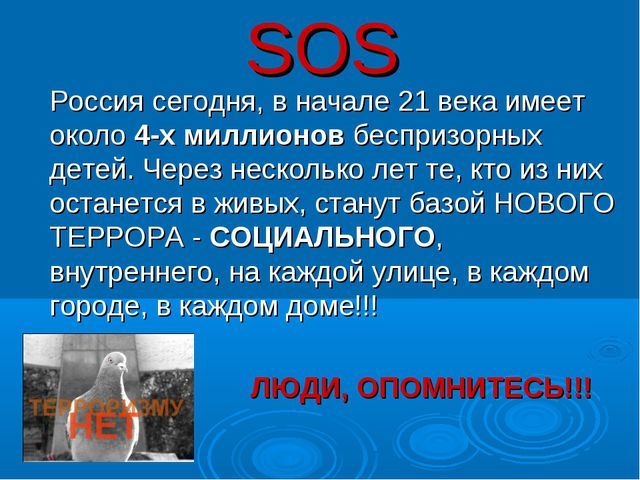 SOS
Россия сегодня, в начале 21 века имеет
около 4-х миллионов беспризорных
детей. Через несколько лет те, кто из них
останется в живых, станут базой НОВОГО
ТЕРРОРА - СОЦИАЛЬНОГО,
внутреннего, на каждой улице, в каждом
городе, в каждом доме!!!
ЛЮДИ, ОПОМНИТЕСЬ!!!
ТЕРРОРИЗМУ
НЕТ